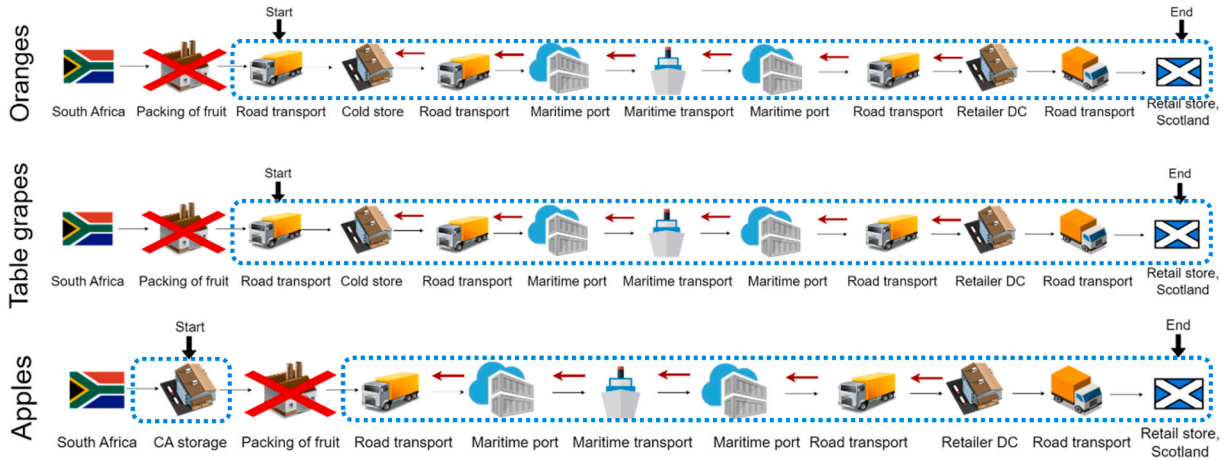 Oranges
Start
End
South Africa
Packing of fruit
Road transport
Cold store
Road transport
Maritime port
Maritime transport
Maritime port
Road transport
Retailer DC
Road transport
Retail store,
Scotland
Table grapes
Start
End
South Africa
Packing of fruit
Road transport
Cold store
Road transport
Maritime port
Maritime transport
Maritime port
Road transport
Retailer DC
Road transport
Retail store,
Scotland
Apples
Start
End
South Africa
CA storage
Packing of fruit
Road transport
Maritime port
Maritime transport
Maritime port
Road transport
Retailer DC
Road transport
Retail store,
Scotland